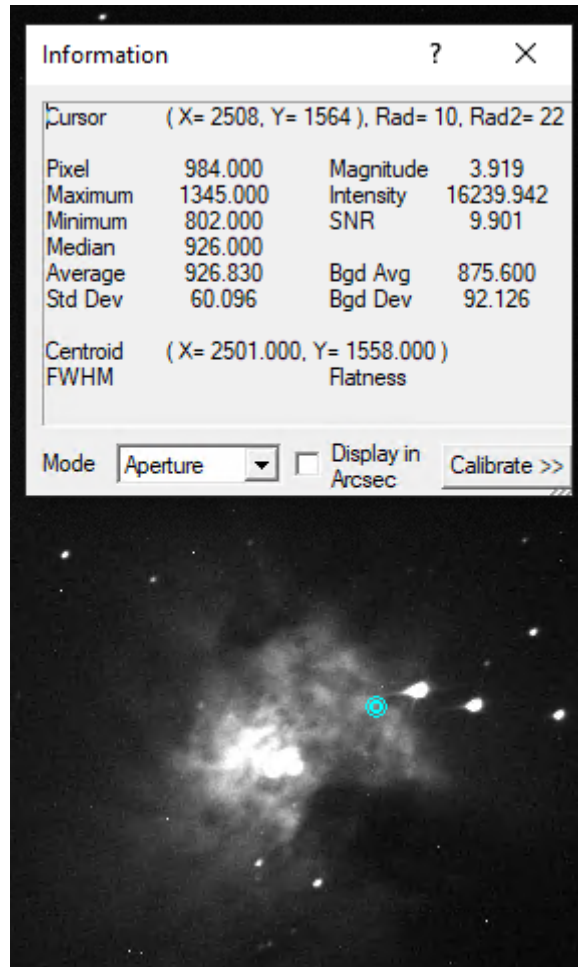 Information ? ✕
Cursor ( X= 2508, Y= 1564 ), Rad= 10, Rad2= 22
Pixel 984.000 Magnitude 3.919
Maximum 1345.000 Intensity 16239.942
Minimum 802.000 SNR 9.901
Median 926.000
Average 926.830 Bgd Avg 875.600
Std Dev 60.096 Bgd Dev 92.126
Centroid ( X= 2501.000, Y= 1558.000 )
FWHM Flatness
Mode Aperture Display in Arcsec Calibrate >>